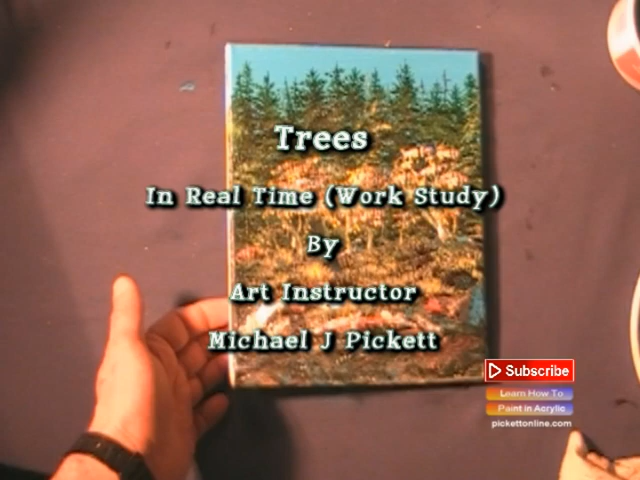 Trees
In Real Time (Work Study)
By
Art Instructor
Michael J Pickett
Subscribe
Learn How To
Paint in Acrylic
pickettonline.com